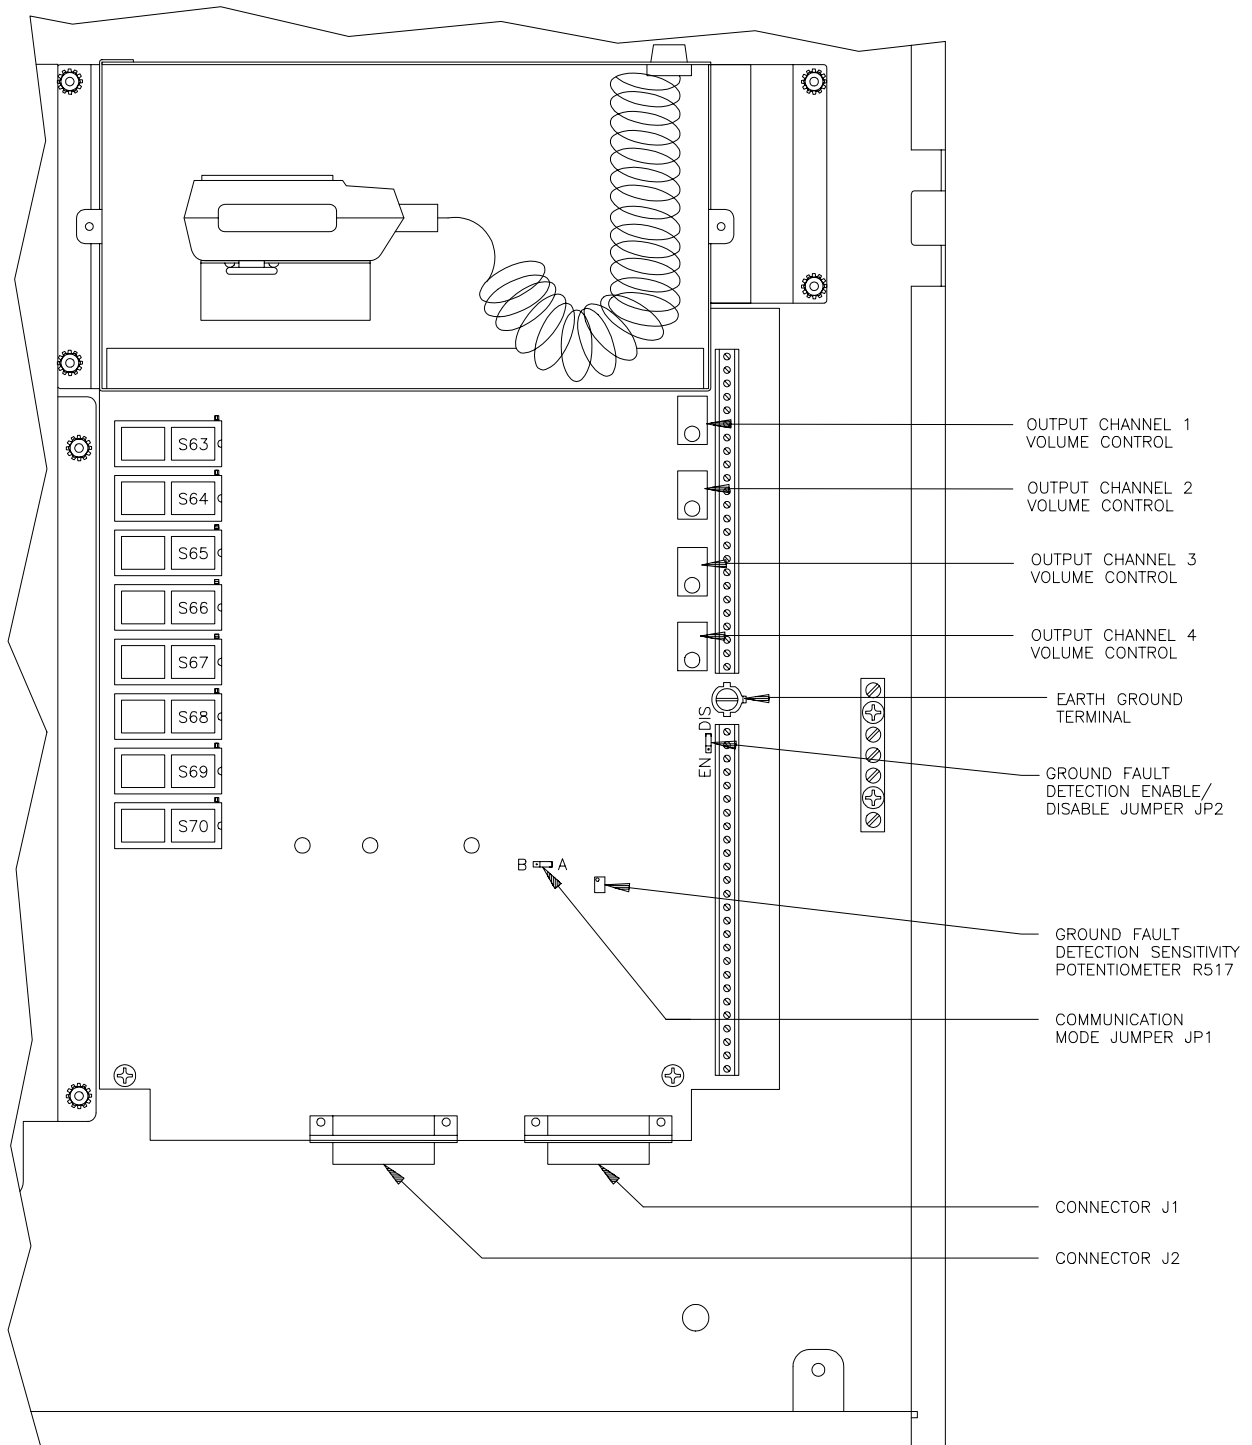 S63
S64
S65
S66
S67
S68
S69
S70
OUTPUT CHANNEL 1
VOLUME CONTROL
OUTPUT CHANNEL 2
VOLUME CONTROL
OUTPUT CHANNEL 3
VOLUME CONTROL
OUTPUT CHANNEL 4
VOLUME CONTROL
EARTH GROUND
TERMINAL
EN DIS
GROUND FAULT
DETECTION ENABLE/
DISABLE JUMPER JP2
B A
GROUND FAULT
DETECTION SENSITIVITY
POTENTIOMETER R517
COMMUNICATION
MODE JUMPER JP1
CONNECTOR J1
CONNECTOR J2